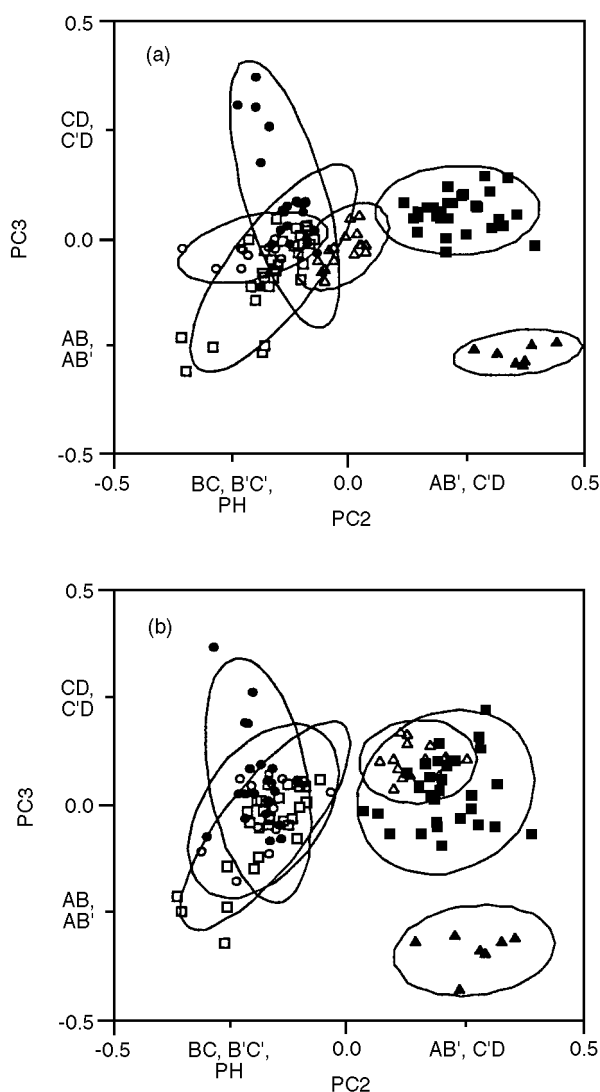 0.5
(a)
CD,
C'D
PC3
0.0
AB,
AB'
-0.5
-0.5
BC, B'C',
PH
0.0
AB', C'D
0.5
PC2
0.5
(b)
CD,
C'D
PC3
0.0
AB,
AB'
-0.5
-0.5
BC, B'C',
PH
0.0
AB', C'D
0.5
PC2